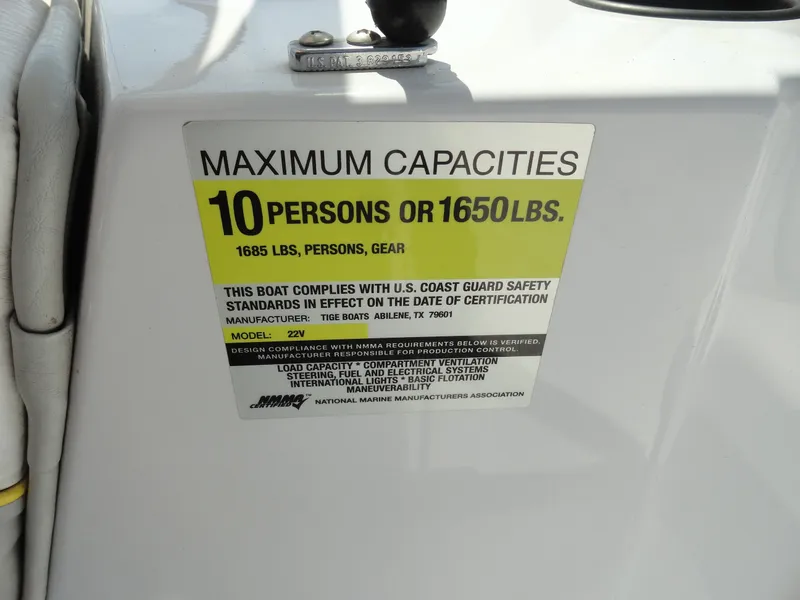 U.S. PAT. 3
MAXIMUM CAPACITIES
10 PERSONS OR 1650 LBS.
1685 LBS, PERSONS, GEAR
THIS BOAT COMPLIES WITH U.S. COAST GUARD SAFETY
STANDARDS IN EFFECT ON THE DATE OF CERTIFICATION
MANUFACTURER: TIGE BOATS ABILENE, TX 79601
MODEL: 22V
DESIGN COMPLIANCE WITH NMMA REQUIREMENTS BELOW IS VERIFIED.
MANUFACTURER RESPONSIBLE FOR PRODUCTION CONTROL.
LOAD CAPACITY * COMPARTMENT VENTILATION
STEERING, FUEL AND ELECTRICAL SYSTEMS
INTERNATIONAL LIGHTS * BASIC FLOTATION
MANEUVERABILITY
NMMA™
CERTIFIED
NATIONAL MARINE MANUFACTURERS ASSOCIATION